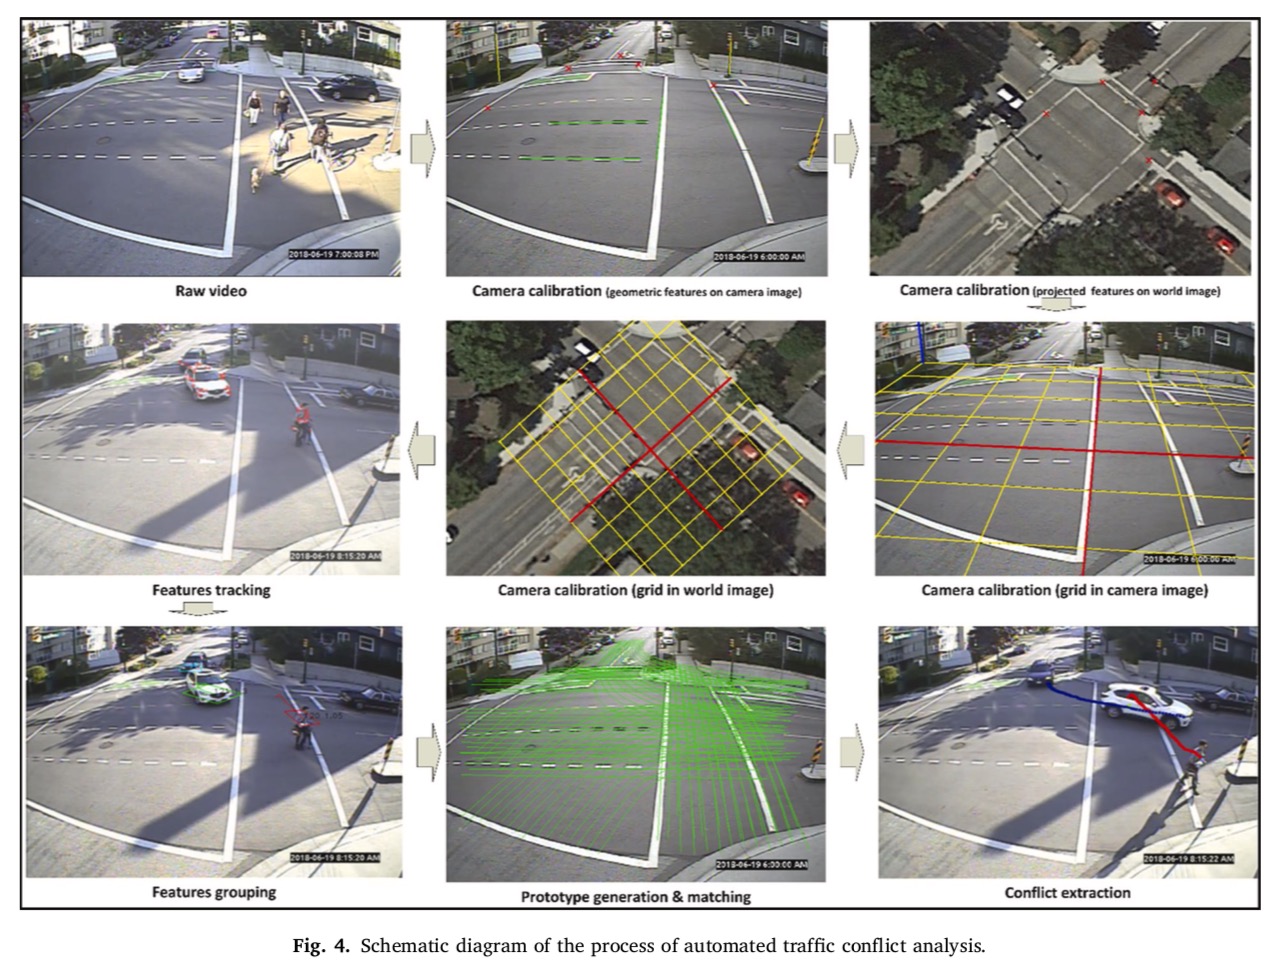 2018-06-19 7:00:08 PM
2018-06-19 6:00:00 AM
Raw video
Camera calibration (geometric features on camera image)
Camera calibration (projected features on world image)
2018-06-19 8:15:20 AM
2018-06-19 6:00:00 AM
Features tracking
Camera calibration (grid in world image)
Camera calibration (grid in camera image)
2018-06-19 8:15:20 AM
2018-06-19 6:00:00 AM
2018-06-19 8:15:22 AM
Features grouping
Prototype generation & matching
Conflict extraction
Fig. 4. Schematic diagram of the process of automated traffic conflict analysis.